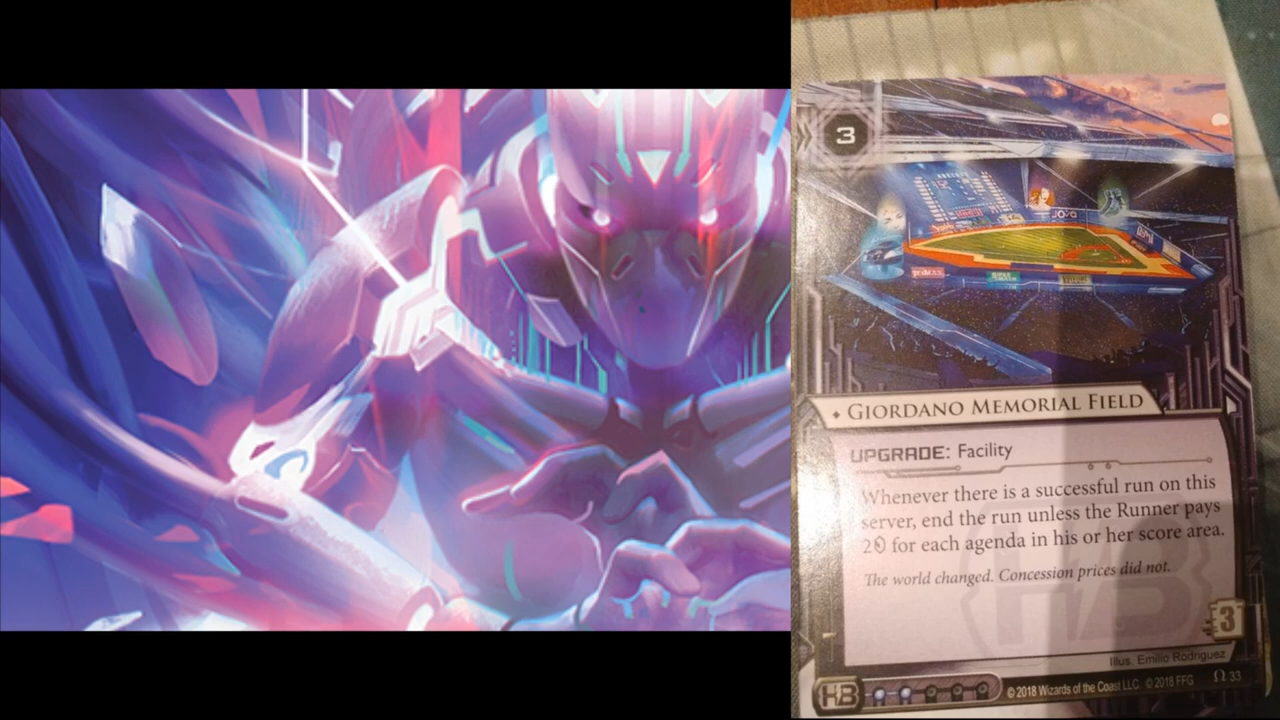 3
JOJO
◆ GIORDANO MEMORIAL FIELD
UPGRADE: Facility
Whenever there is a successful run on this
server, end the run unless the Runner pays
2 for each agenda in his or her score area.
The world changed. Concession prices did not.
3
Illus. Emilio Rodriguez
HB
© 2018 Wizards of the Coast LLC. © 2018 FFG
Ω 33